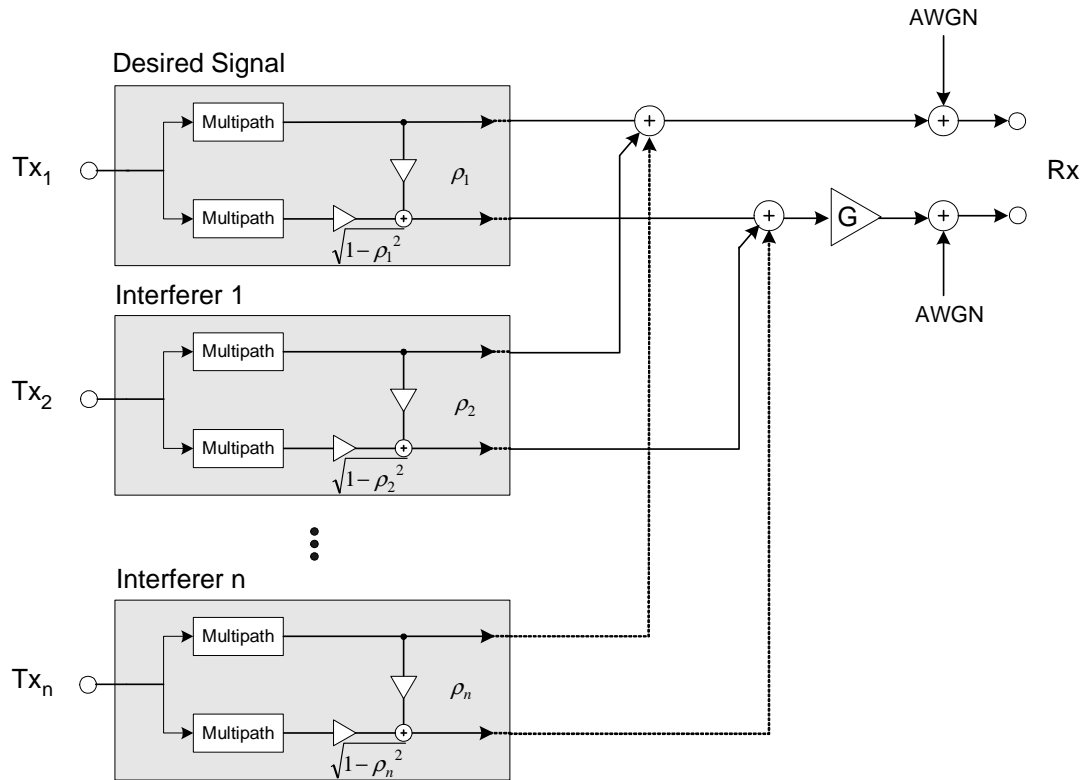 AWGN
Desired Signal
Multipath
+
+
Tx₁
ρ₁
Rx
Multipath
+
+
G
+
√1−ρ₁²
Interferer 1
AWGN
Multipath
Tx₂
ρ₂
Multipath
+
√1−ρ₂²
Interferer n
Multipath
Txₙ
ρₙ
Multipath
+
√1−ρₙ²